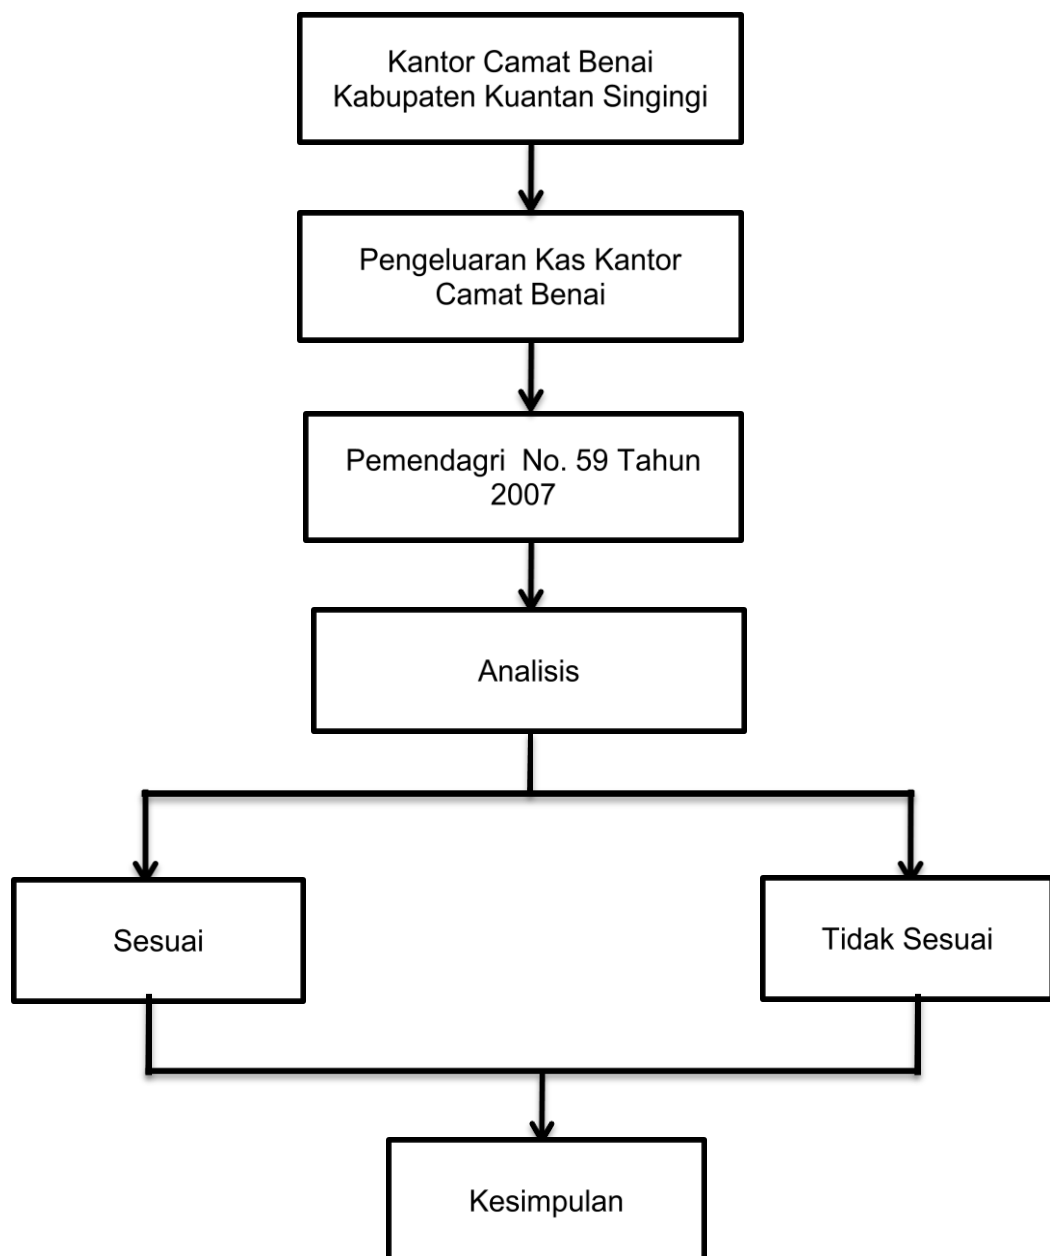 Kantor Camat Benai
Kabupaten Kuantan Singingi
Pengeluaran Kas Kantor
Camat Benai
Pemendagri  No. 59 Tahun
2007
Analisis
Sesuai
Tidak Sesuai
Kesimpulan